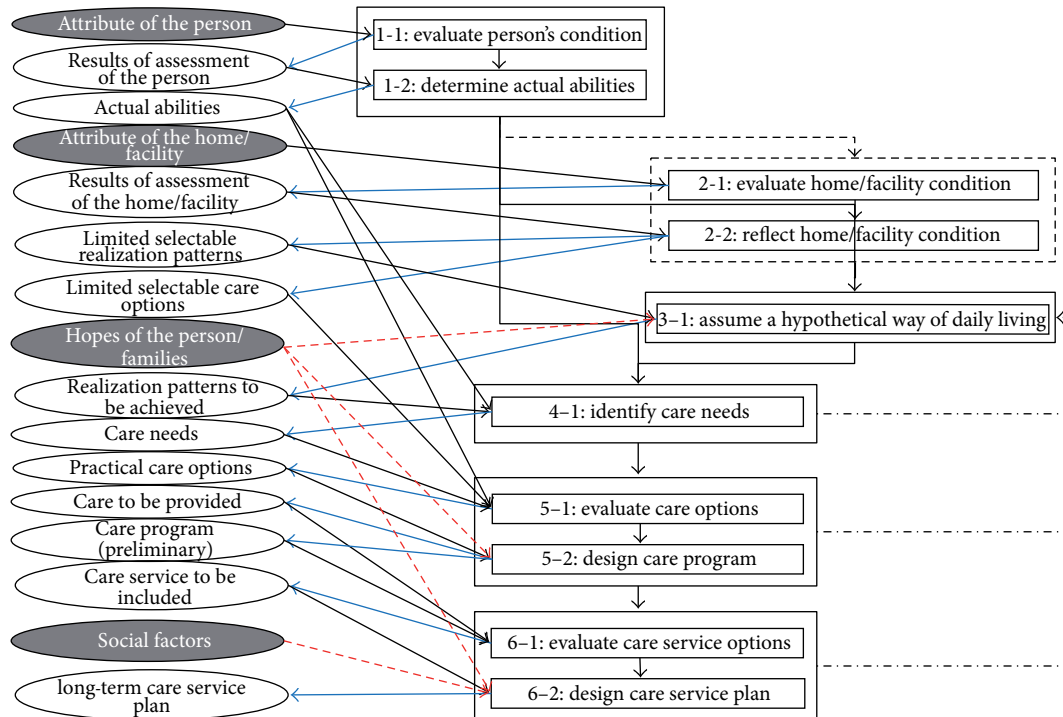 Attribute of the person
Results of assessment
of the person
Actual abilities
Attribute of the home/
facility
Results of assessment
of the home/facility
Limited selectable
realization patterns
Limited selectable care
options
Hopes of the person/
families
Realization patterns to
be achieved
Care needs
Practical care options
Care to be provided
Care program
(preliminary)
Care service to be
included
Social factors
long-term care service
plan
1-1: evaluate person's condition
1-2: determine actual abilities
2-1: evaluate home/facility condition
2-2: reflect home/facility condition
3–1: assume a hypothetical way of daily living
4–1: identify care needs
5–1: evaluate care options
5–2: design care program
6–1: evaluate care service options
6–2: design care service plan